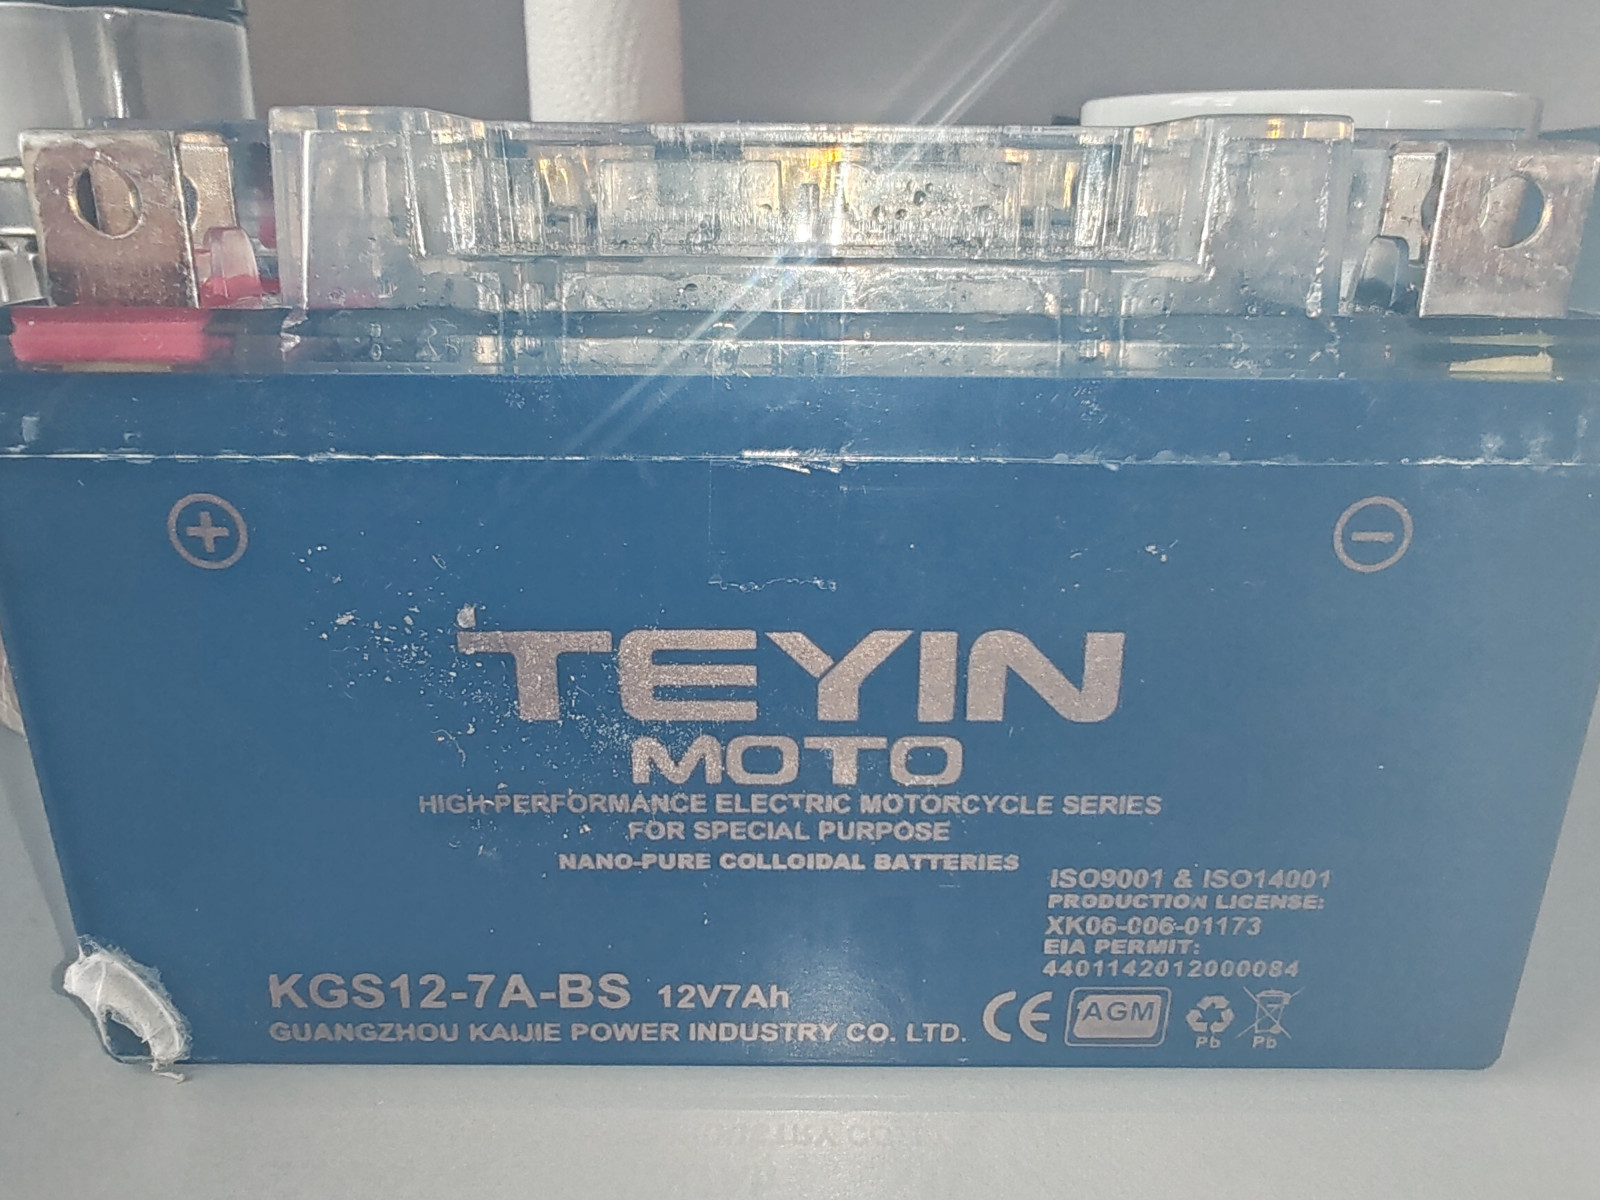 TEYIN
MOTO
HIGH-PERFORMANCE ELECTRIC MOTORCYCLE SERIES
FOR SPECIAL PURPOSE
NANO-PURE COLLOIDAL BATTERIES
ISO9001 & ISO14001
PRODUCTION LICENSE:
XK06-006-01173
EIA PERMIT:
4401142012000084
KGS12-7A-BS 12V7Ah
GUANGZHOU KAIJIE POWER INDUSTRY CO. LTD.
CE AGM Pb Pb